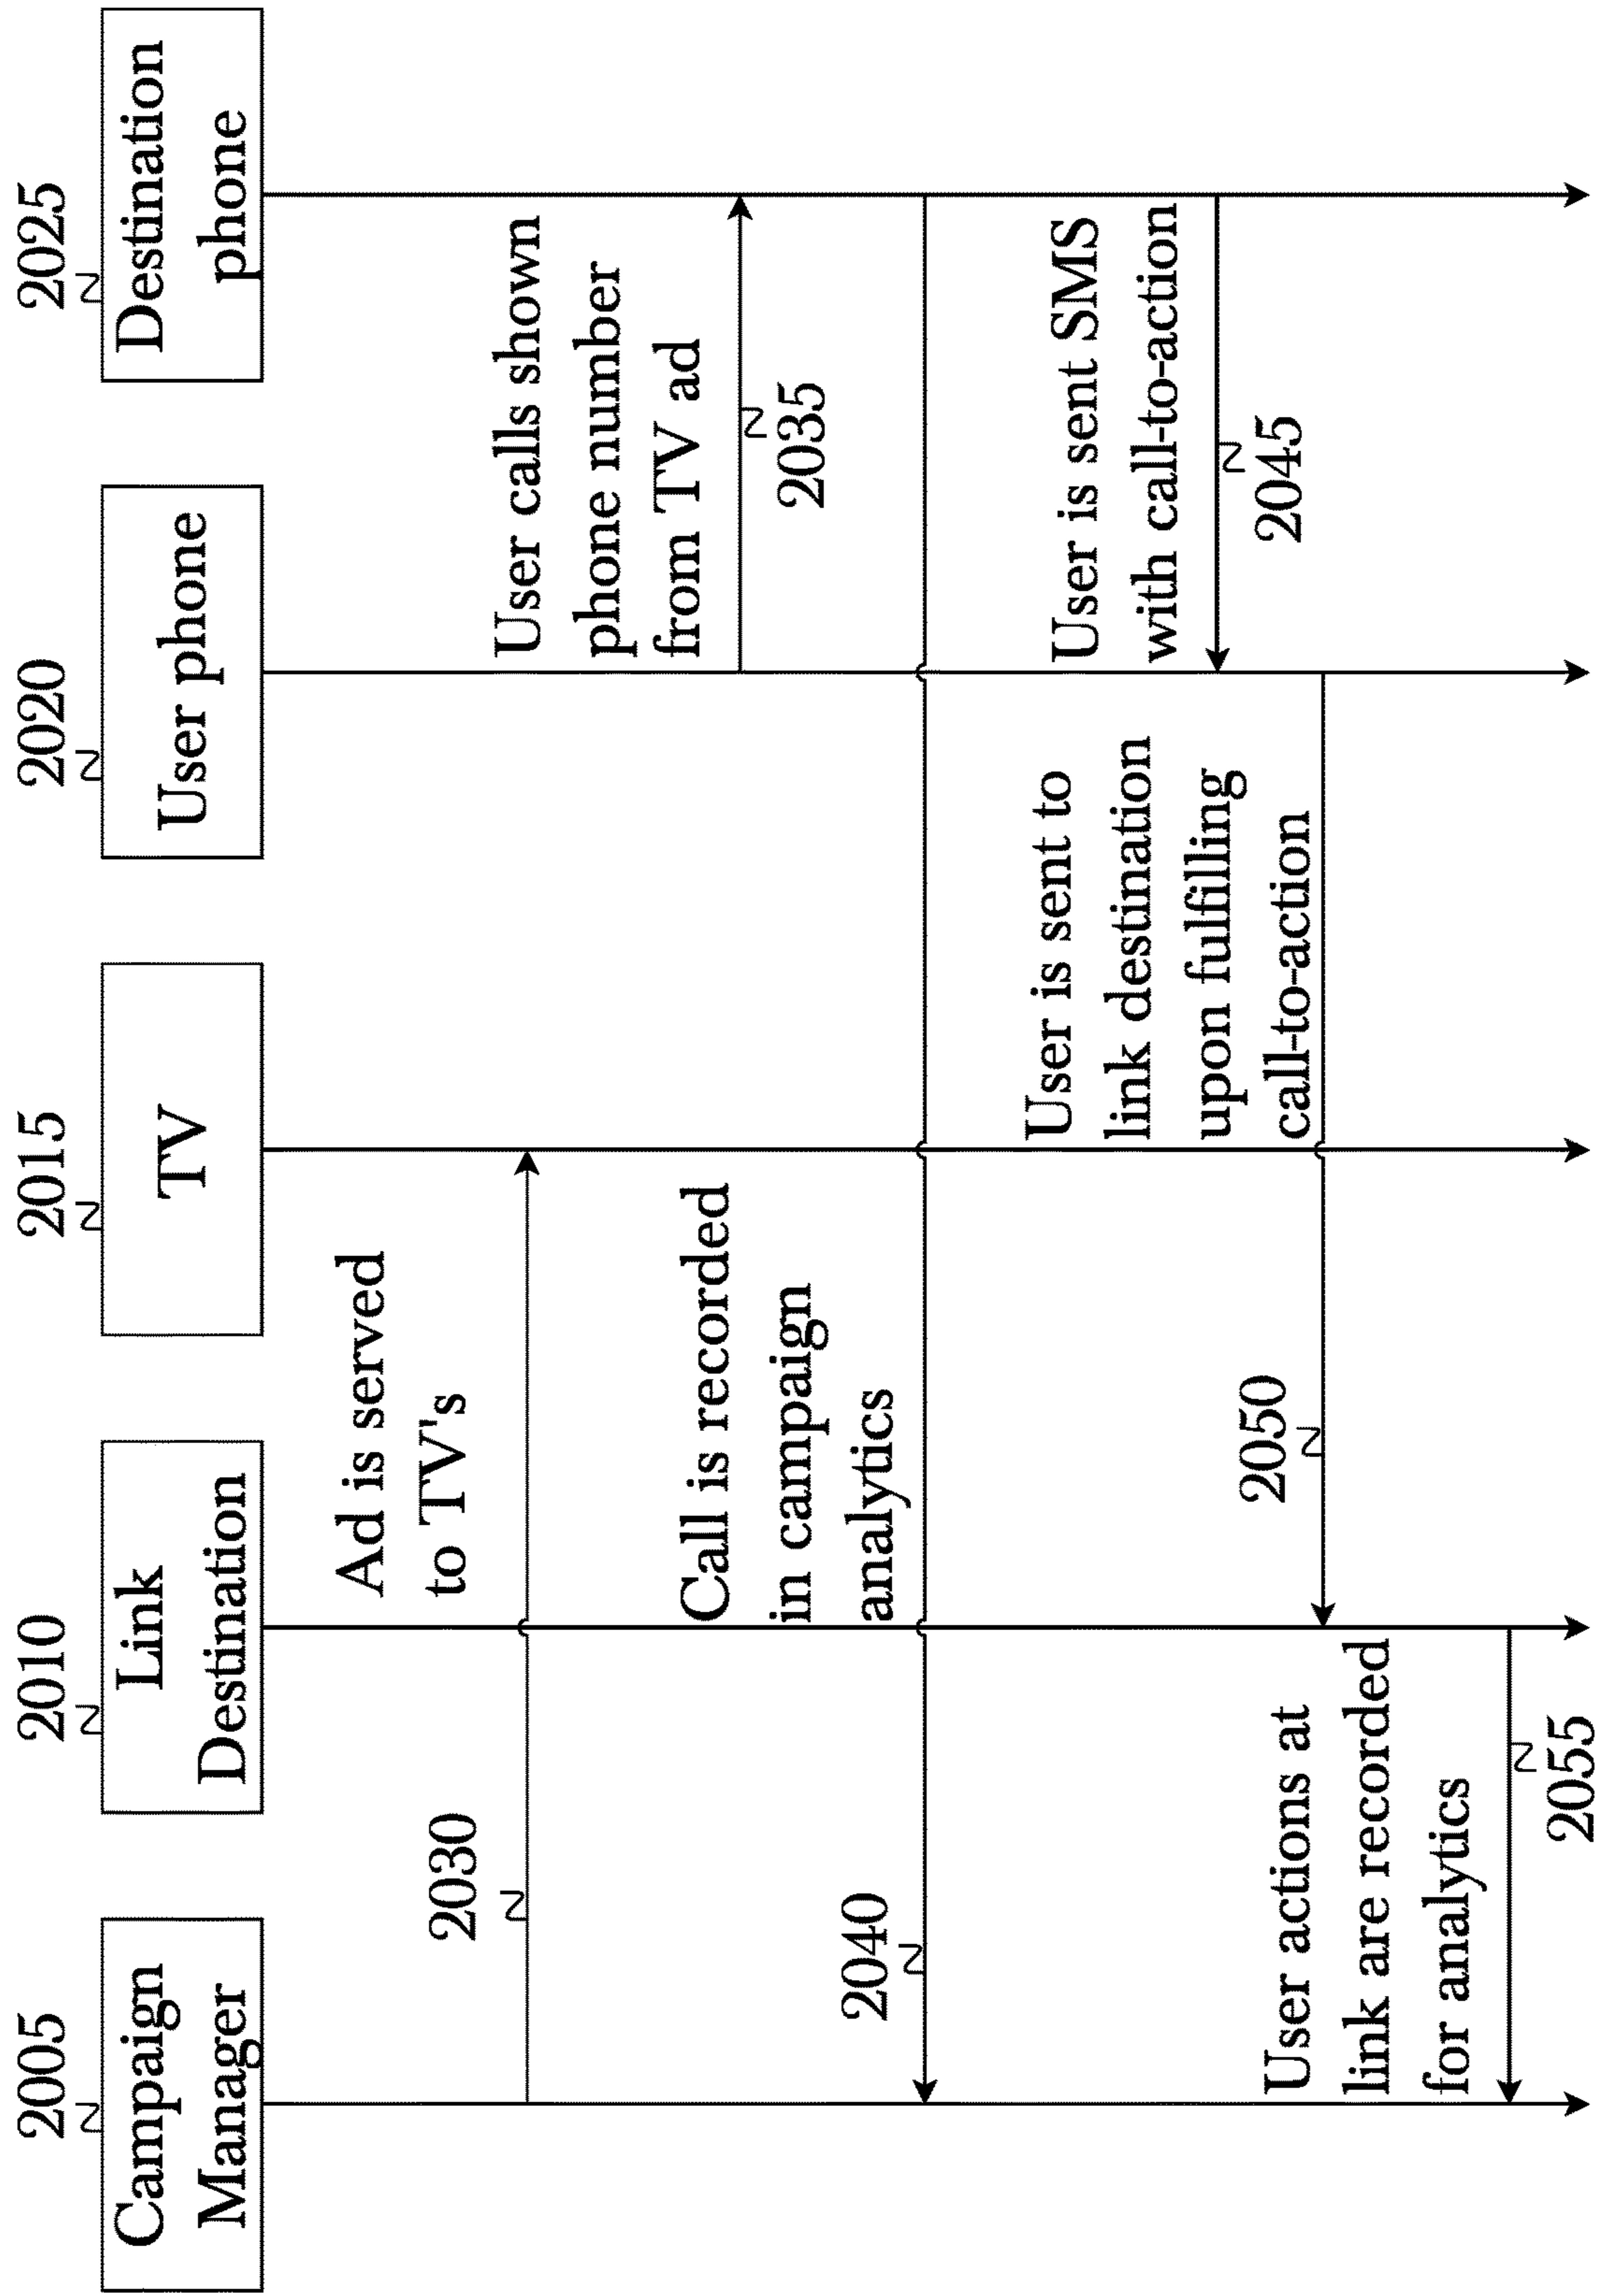 2005
Campaign
Manager
2010
Link
Destination
2015
TV
2020
User phone
2025
Destination
phone
Ad is served
to TV's
2030
User calls shown
phone number
from TV ad
2035
Call is recorded
in campaign
analytics
2040
User is sent SMS
with call-to-action
2045
User is sent to
link destination
upon fulfilling
call-to-action
2050
User actions at
link are recorded
for analytics
2055